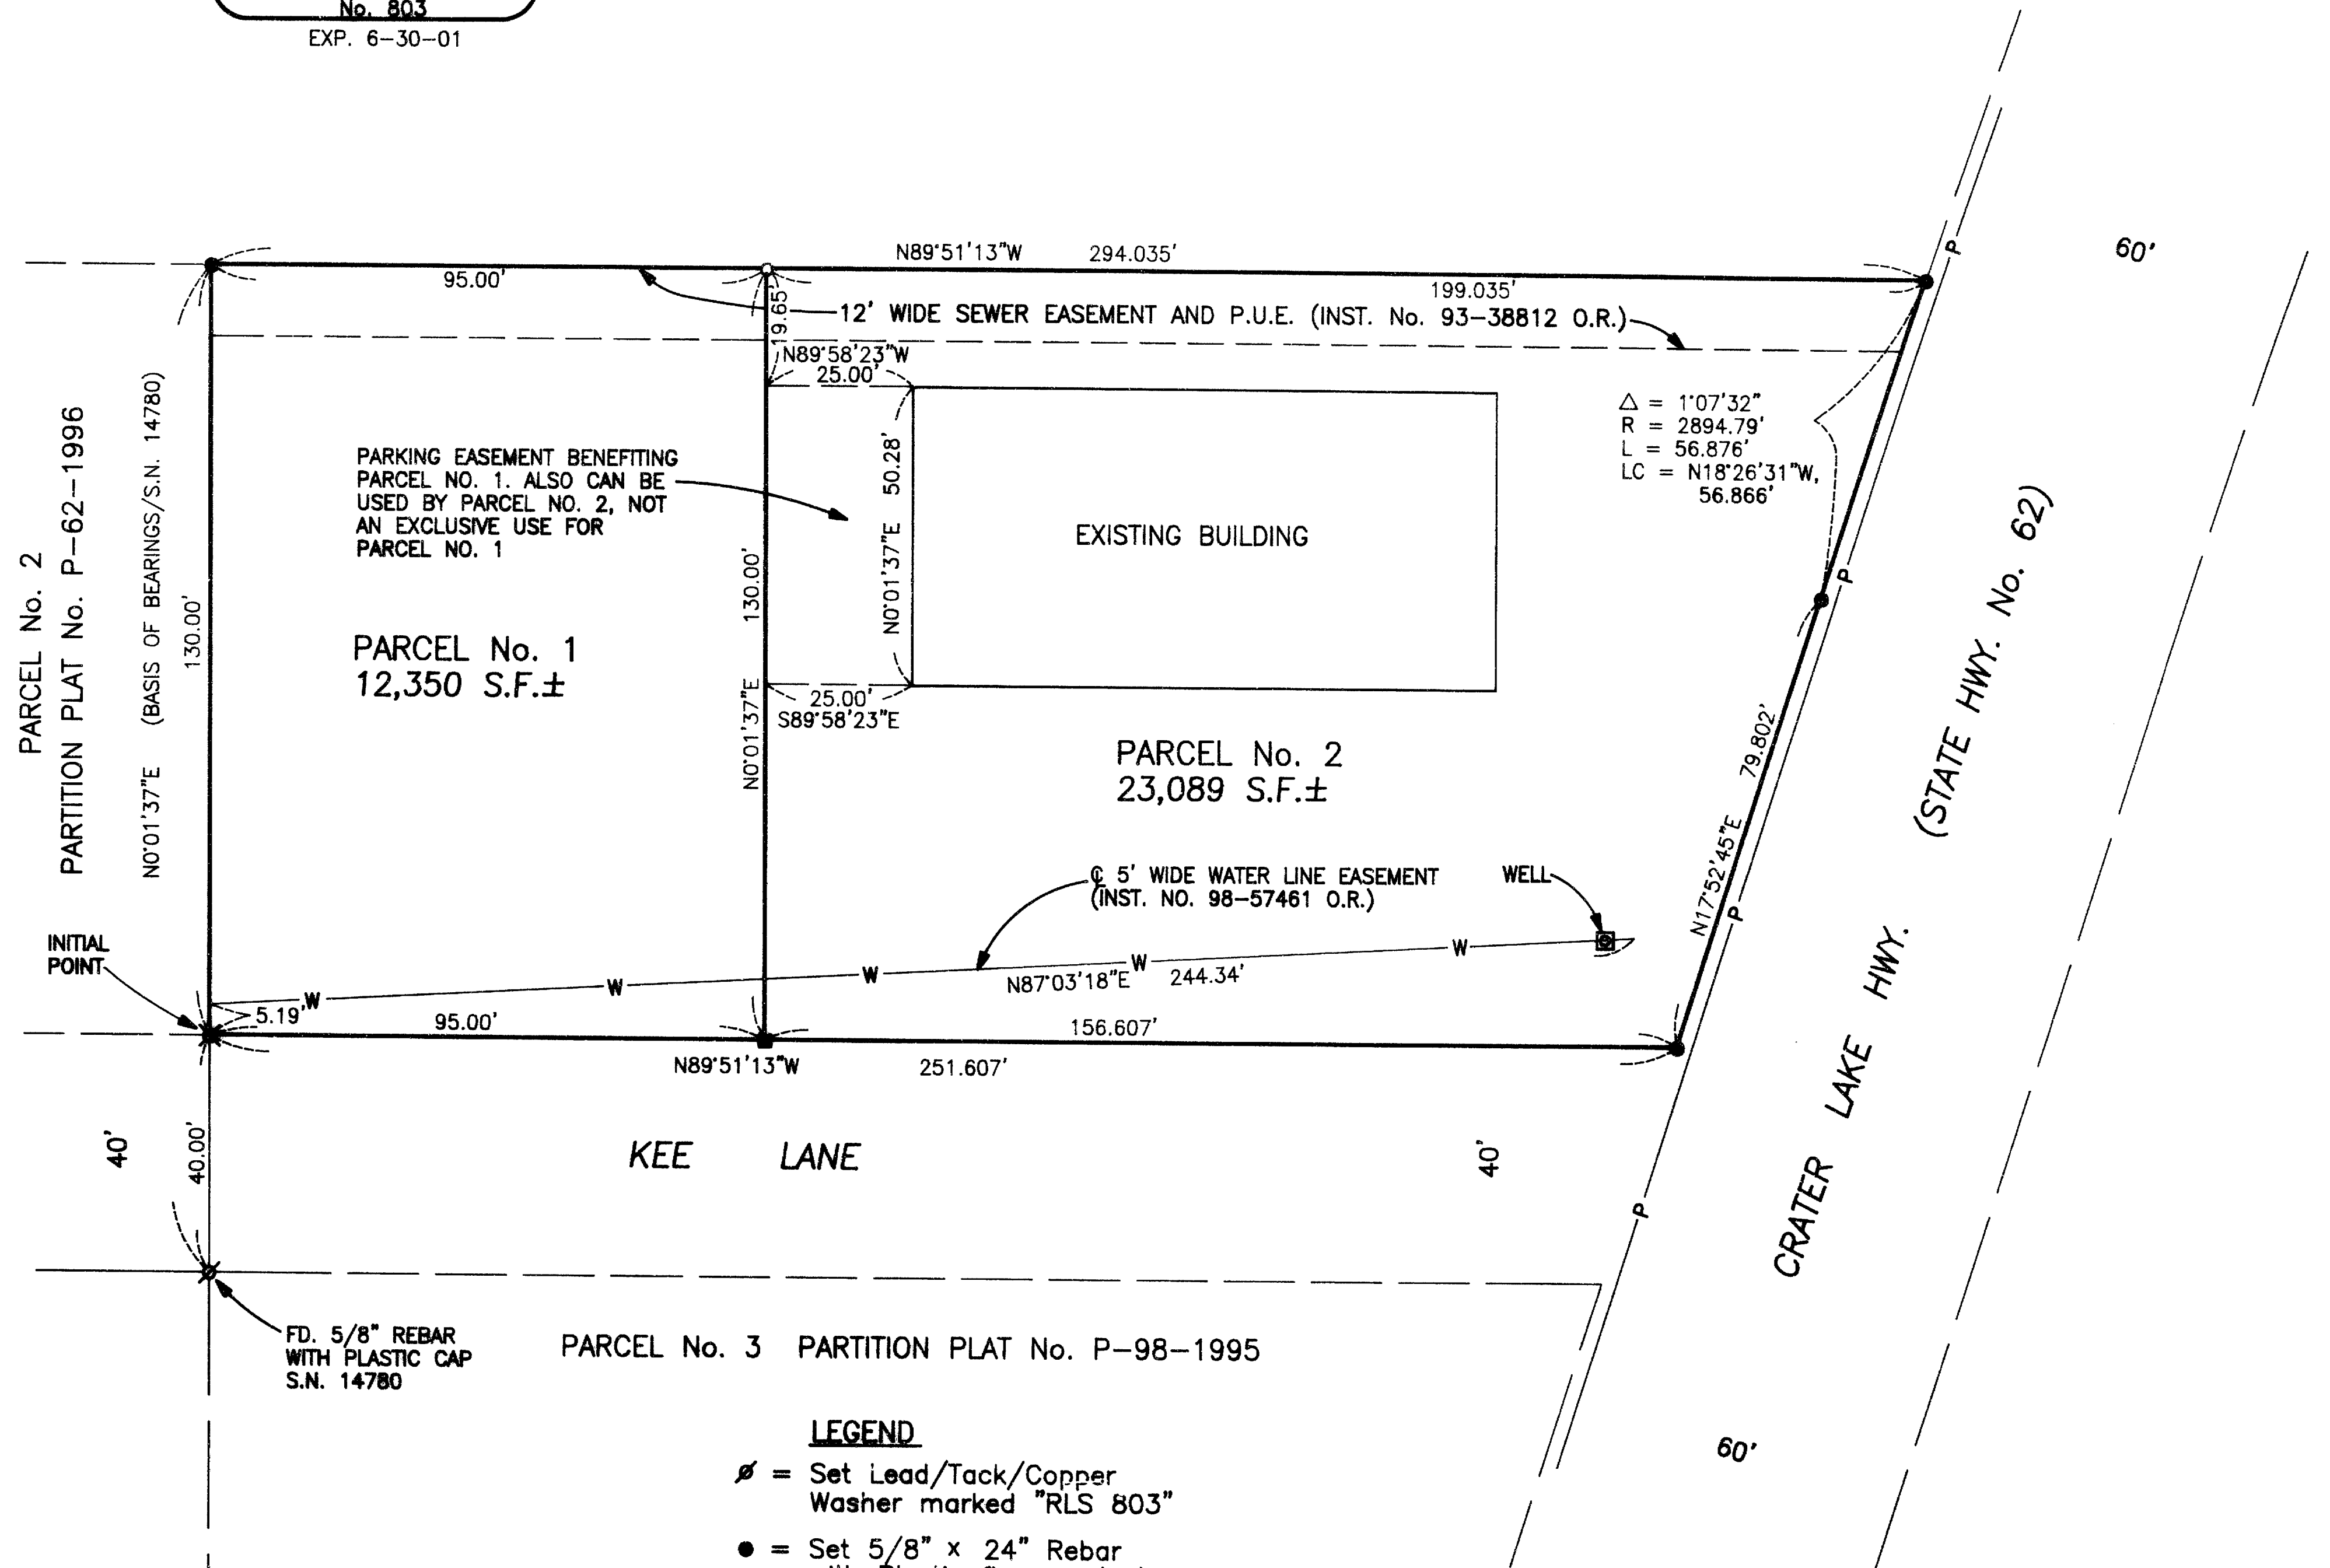 No. 803
EXP. 6-30-01
N89°51'13"W 294.035'
95.00'
199.035'
19.65'
12' WIDE SEWER EASEMENT AND P.U.E. (INST. No. 93-38812 O.R.)
N89°58'23"W
25.00'
60'
△ = 1°07'32"
R = 2894.79'
L = 56.876'
LC = N18°26'31"W,
56.866'
PARCEL No. 2
PARTITION PLAT No. P-62-1996
N0°01'37"E (BASIS OF BEARINGS/S.N. 14780)
130.00'
PARKING EASEMENT BENEFITING
PARCEL NO. 1. ALSO CAN BE
USED BY PARCEL NO. 2, NOT
AN EXCLUSIVE USE FOR
PARCEL NO. 1
N0°01'37"E 50.28'
EXISTING BUILDING
PARCEL No. 1
12,350 S.F.±
N0°01'37"E 130.00'
25.00'
S89°58'23"E
PARCEL No. 2
23,089 S.F.±
N17°52'45"E 79.802'
P
P
P
P
CRATER LAKE HWY. (STATE HWY. No. 62)
℄ 5' WIDE WATER LINE EASEMENT
(INST. NO. 98-57461 O.R.)
WELL
INITIAL
POINT
W W W W W
N87°03'18"E 244.34'
5.19'
95.00'
156.607'
N89°51'13"W 251.607'
40'
40.00'
KEE LANE
40'
FD. 5/8" REBAR
WITH PLASTIC CAP
S.N. 14780
PARCEL No. 3 PARTITION PLAT No. P-98-1995
60'
LEGEND
= Set Lead/Tack/Copper
Washer marked "RLS 803"
● = Set 5/8" x 24" Rebar